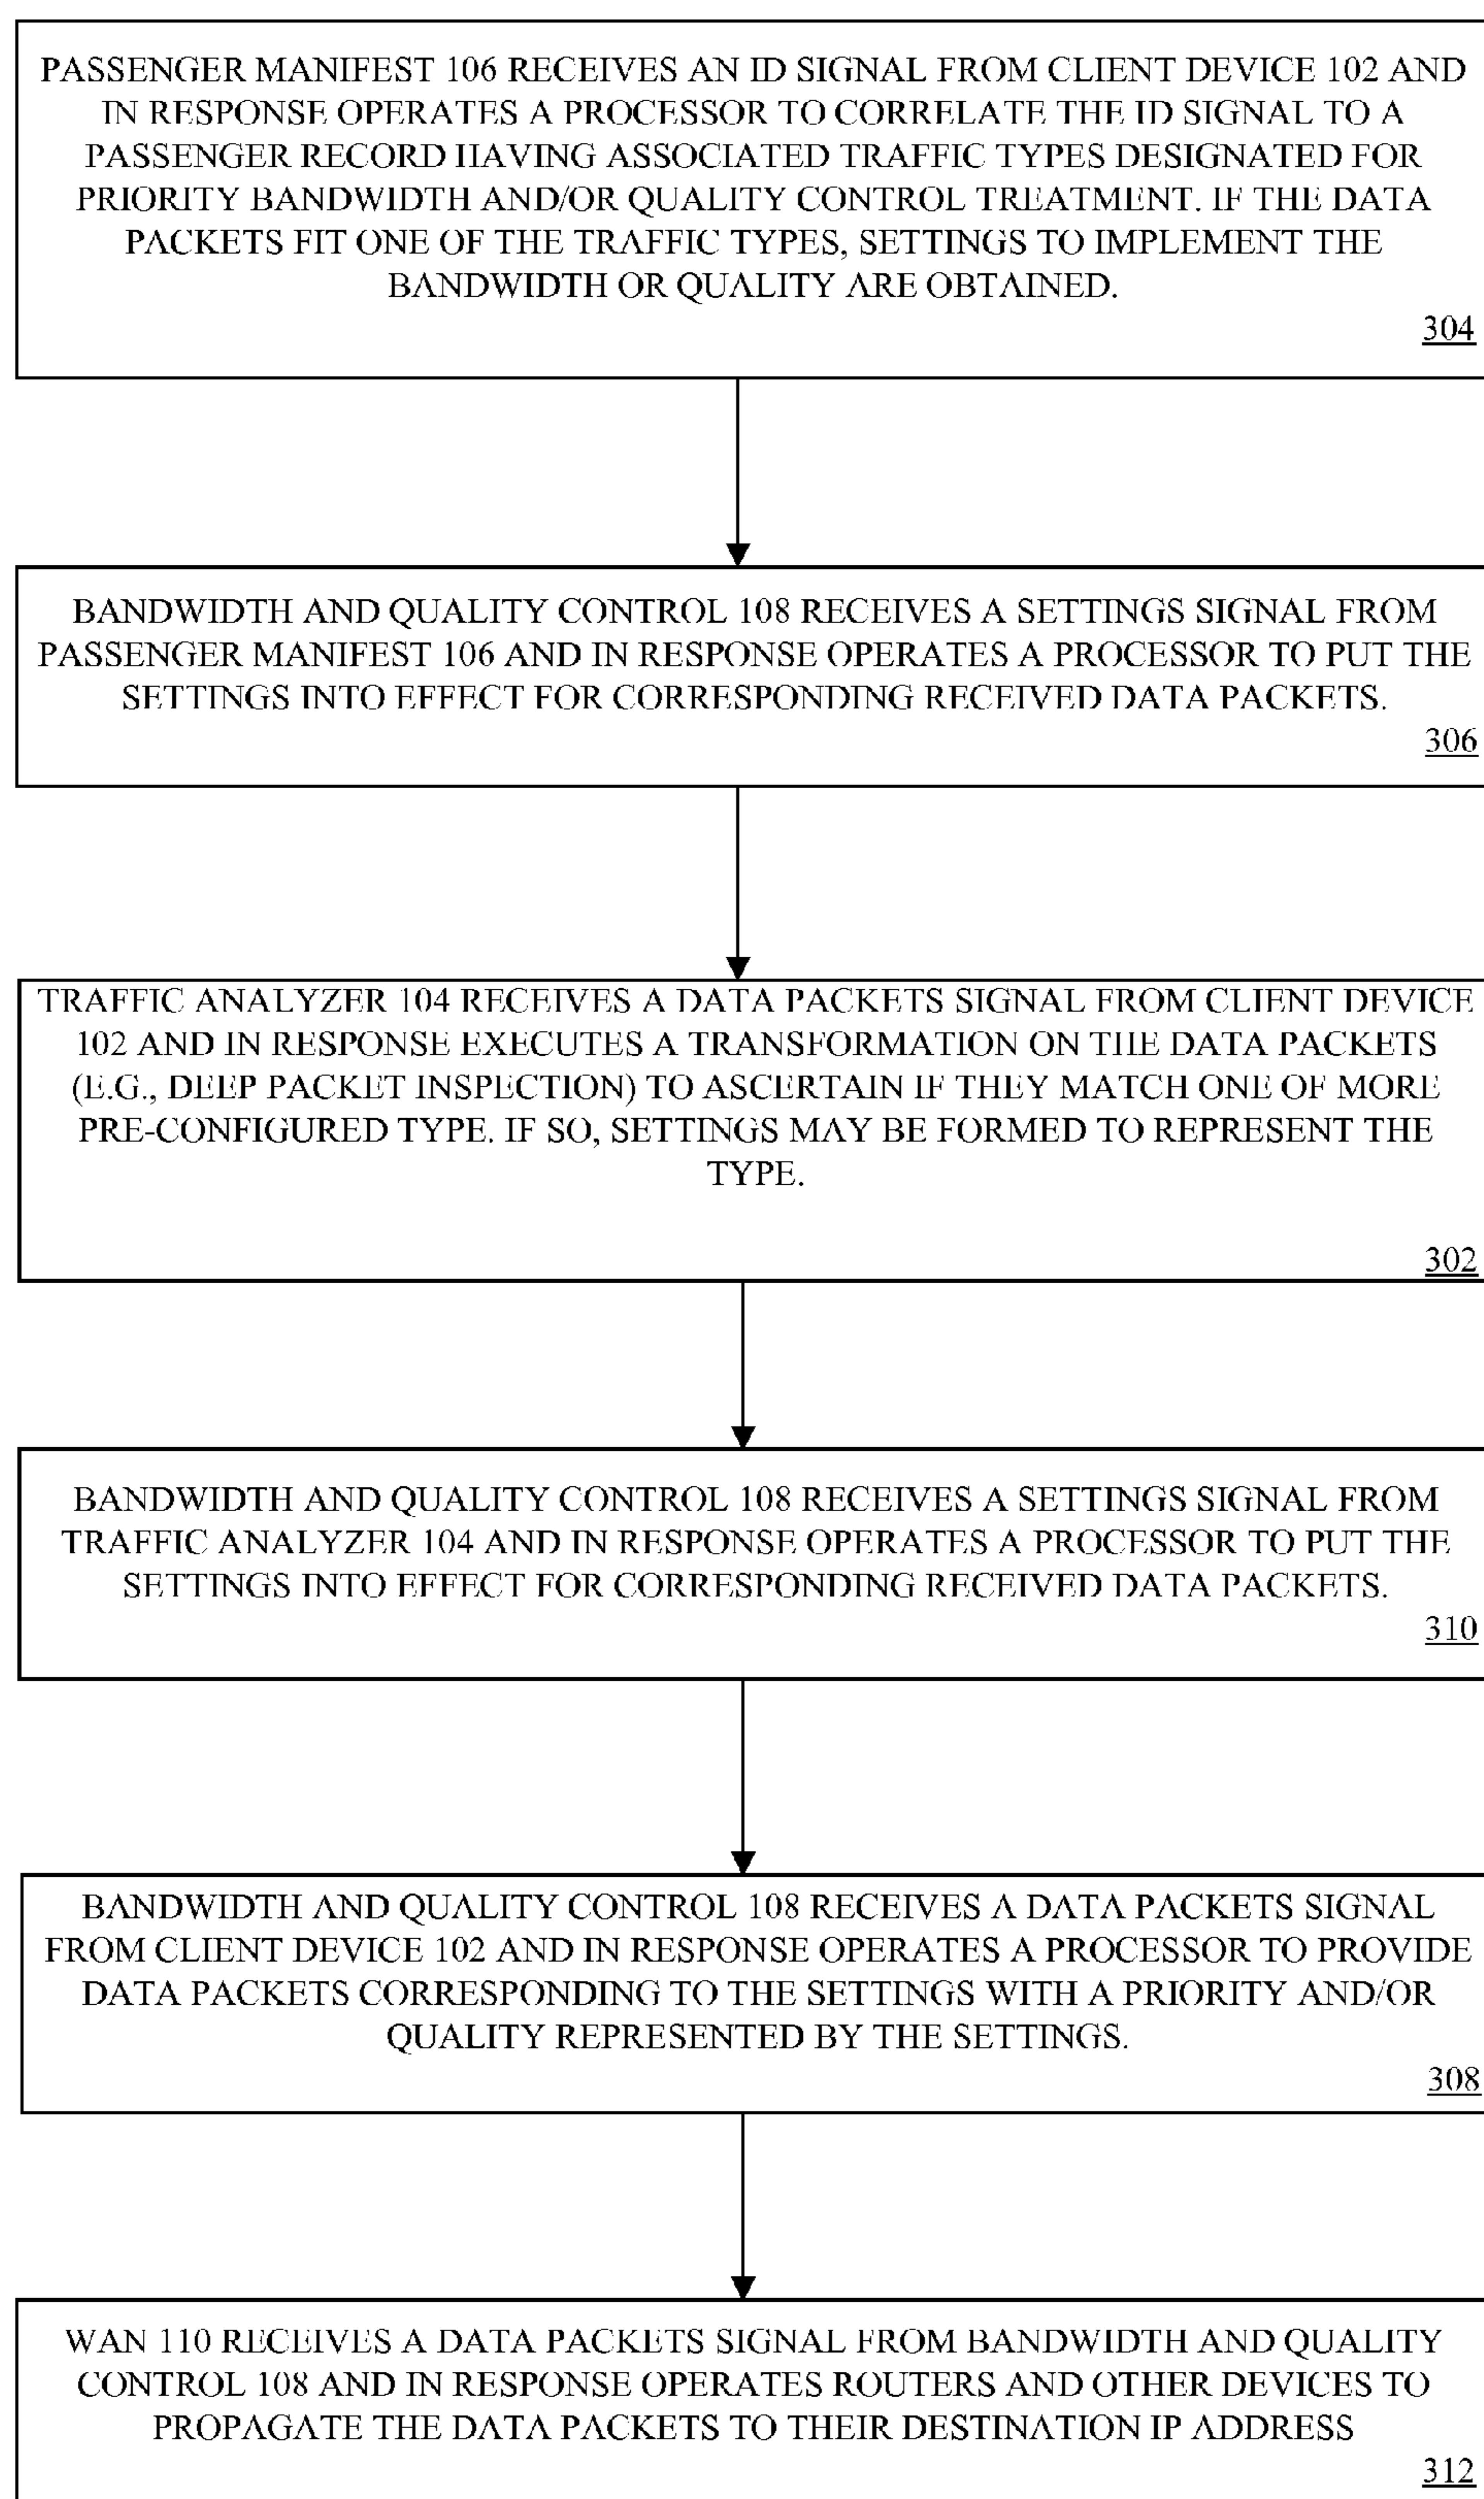 PASSENGER MANIFEST 106 RECEIVES AN ID SIGNAL FROM CLIENT DEVICE 102 AND
IN RESPONSE OPERATES A PROCESSOR TO CORRELATE THE ID SIGNAL TO A
PASSENGER RECORD HAVING ASSOCIATED TRAFFIC TYPES DESIGNATED FOR
PRIORITY BANDWIDTH AND/OR QUALITY CONTROL TREATMENT. IF THE DATA
PACKETS FIT ONE OF THE TRAFFIC TYPES, SETTINGS TO IMPLEMENT THE
BANDWIDTH OR QUALITY ARE OBTAINED.
304
BANDWIDTH AND QUALITY CONTROL 108 RECEIVES A SETTINGS SIGNAL FROM
PASSENGER MANIFEST 106 AND IN RESPONSE OPERATES A PROCESSOR TO PUT THE
SETTINGS INTO EFFECT FOR CORRESPONDING RECEIVED DATA PACKETS.
306
TRAFFIC ANALYZER 104 RECEIVES A DATA PACKETS SIGNAL FROM CLIENT DEVICE
102 AND IN RESPONSE EXECUTES A TRANSFORMATION ON THE DATA PACKETS
(E.G., DEEP PACKET INSPECTION) TO ASCERTAIN IF THEY MATCH ONE OF MORE
PRE-CONFIGURED TYPE. IF SO, SETTINGS MAY BE FORMED TO REPRESENT THE
TYPE.
302
BANDWIDTH AND QUALITY CONTROL 108 RECEIVES A SETTINGS SIGNAL FROM
TRAFFIC ANALYZER 104 AND IN RESPONSE OPERATES A PROCESSOR TO PUT THE
SETTINGS INTO EFFECT FOR CORRESPONDING RECEIVED DATA PACKETS.
310
BANDWIDTH AND QUALITY CONTROL 108 RECEIVES A DATA PACKETS SIGNAL
FROM CLIENT DEVICE 102 AND IN RESPONSE OPERATES A PROCESSOR TO PROVIDE
DATA PACKETS CORRESPONDING TO THE SETTINGS WITH A PRIORITY AND/OR
QUALITY REPRESENTED BY THE SETTINGS.
308
WAN 110 RECEIVES A DATA PACKETS SIGNAL FROM BANDWIDTH AND QUALITY
CONTROL 108 AND IN RESPONSE OPERATES ROUTERS AND OTHER DEVICES TO
PROPAGATE THE DATA PACKETS TO THEIR DESTINATION IP ADDRESS
312